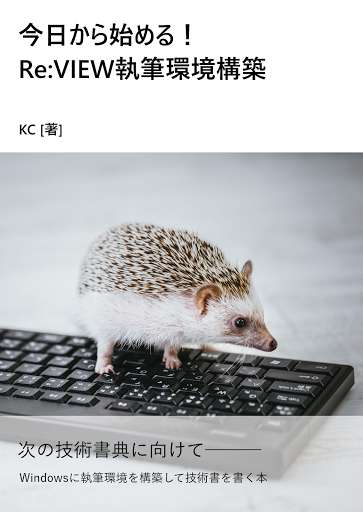 今日から始める！
Re:VIEW執筆環境構築
KC [著]
次の技術書典に向けて―――
Windowsに執筆環境を構築して技術書を書く本